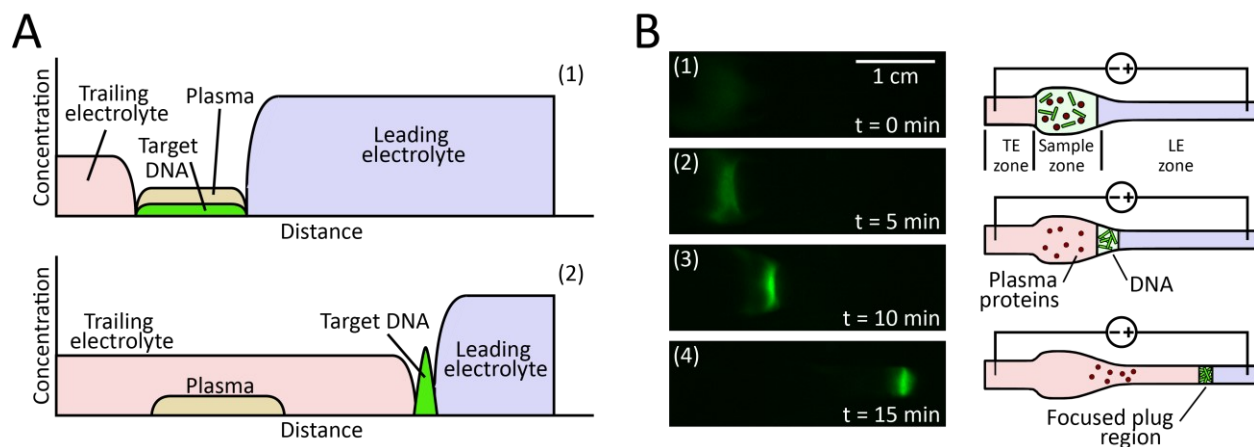 A
(1)
Concentration
Trailing
electrolyte
Plasma
Target
DNA
Leading
electrolyte
Distance
(2)
Concentration
Trailing
electrolyte
Plasma
Target DNA
Leading
electrolyte
Distance
B
(1)
1 cm
t = 0 min
(2)
t = 5 min
(3)
t = 10 min
(4)
t = 15 min
− +
TE
zone
Sample
zone
LE
zone
− +
Plasma
proteins
DNA
− +
Focused plug
region